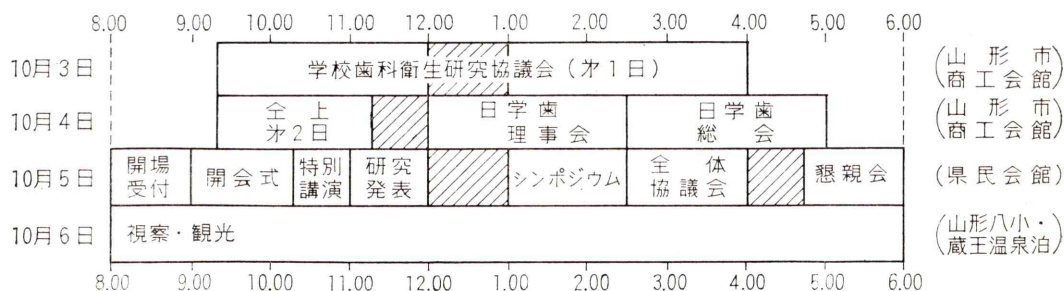 8.00 09.00 10.00 11.00 12.00 1.00 2.00 3.00 4.00 5.00 6.00
10月3日 学校歯科衛生研究協議会(才1日) (山形市商工会館)
10月4日 仝上才2日 日学歯理事会 日学歯総会 (山形市商工会館)
10月5日 開場受付 開会式 特別講演 研究発表 シンポジウム 全体協議会 懇親会 (県民会館)
10月6日 視察・観光 (山形八小・蔵王温泉泊)
8.00 9.00 10.00 11.00 12.00 1.00 2.00 3.00 4.00 5.00 6.00